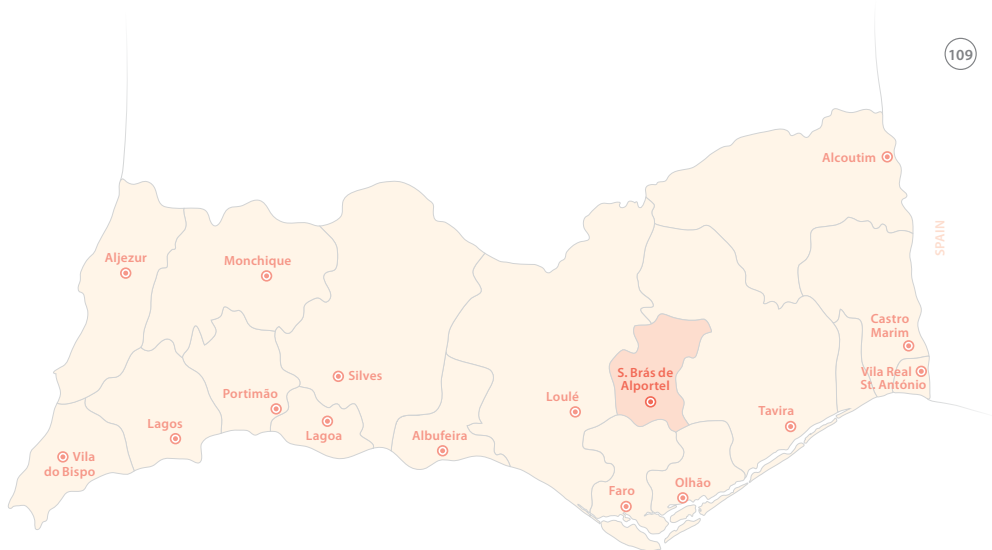 109
Alcoutim
SPAIN
Aljezur
Monchique
Castro
Marim
Vila Real
St. António
S. Brás de
Alportel
Silves
Portimão
Loulé
Tavira
Lagos
Lagoa
Albufeira
Vila
do Bispo
Faro
Olhão